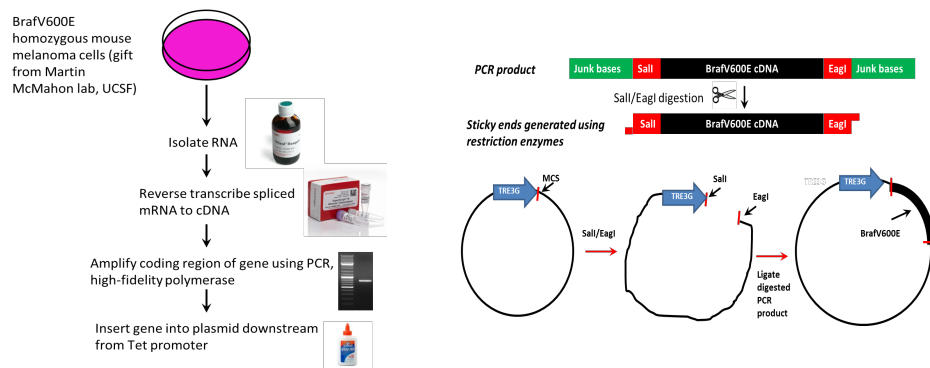 BrafV600E
homozygous mouse
melanoma cells (gift
from Martin
McMahon lab, UCSF)
Isolate RNA
Reverse transcribe spliced
mRNA to cDNA
Amplify coding region of gene using PCR,
high-fidelity polymerase
Insert gene into plasmid downstream
from Tet promoter
PCR product
Junk bases
SalI
BrafV600E cDNA
EagI
Junk bases
SalI/EagI digestion
Sticky ends generated using
restriction enzymes
SalI
BrafV600E cDNA
EagI
TRE3G
MCS
SalI/EagI
TRE3G
SalI
EagI
Ligate
digested
PCR
product
TRE3G
TRE3G
BrafV600E